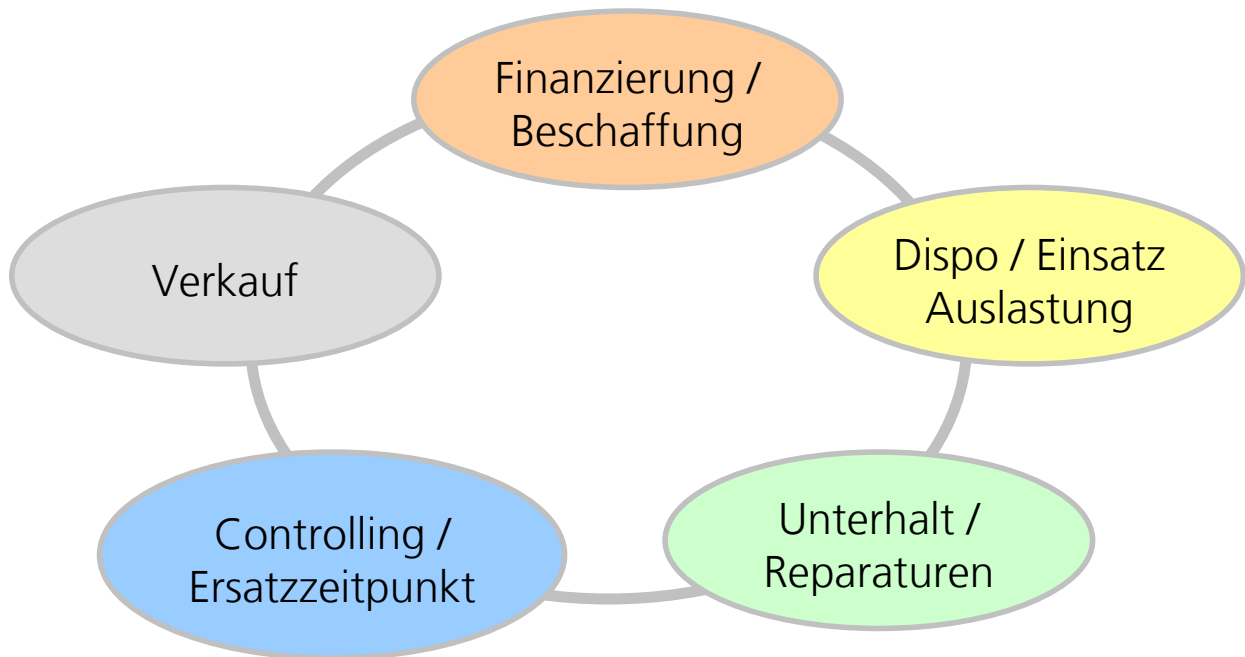 Finanzierung /
Beschaffung
Dispo / Einsatz
Auslastung
Unterhalt /
Reparaturen
Controlling /
Ersatzzeitpunkt
Verkauf